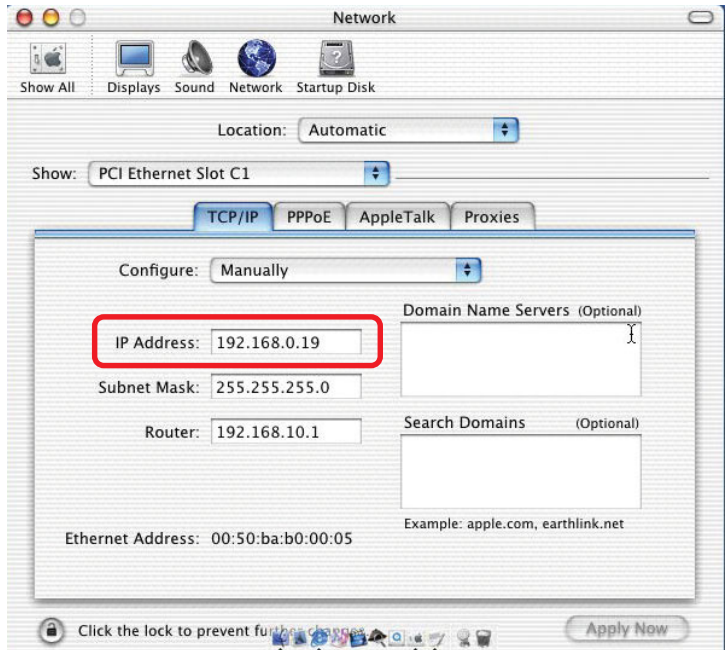 Network
Show All Displays Sound Network Startup Disk
Location: Automatic
Show: PCI Ethernet Slot C1
TCP/IP PPPoE AppleTalk Proxies
Configure: Manually
Domain Name Servers (Optional)
IP Address: 192.168.0.19
Subnet Mask: 255.255.255.0
Search Domains (Optional)
Router: 192.168.10.1
Example: apple.com, earthlink.net
Ethernet Address: 00:50:ba:b0:00:05
Click the lock to prevent further changes.
Apply Now